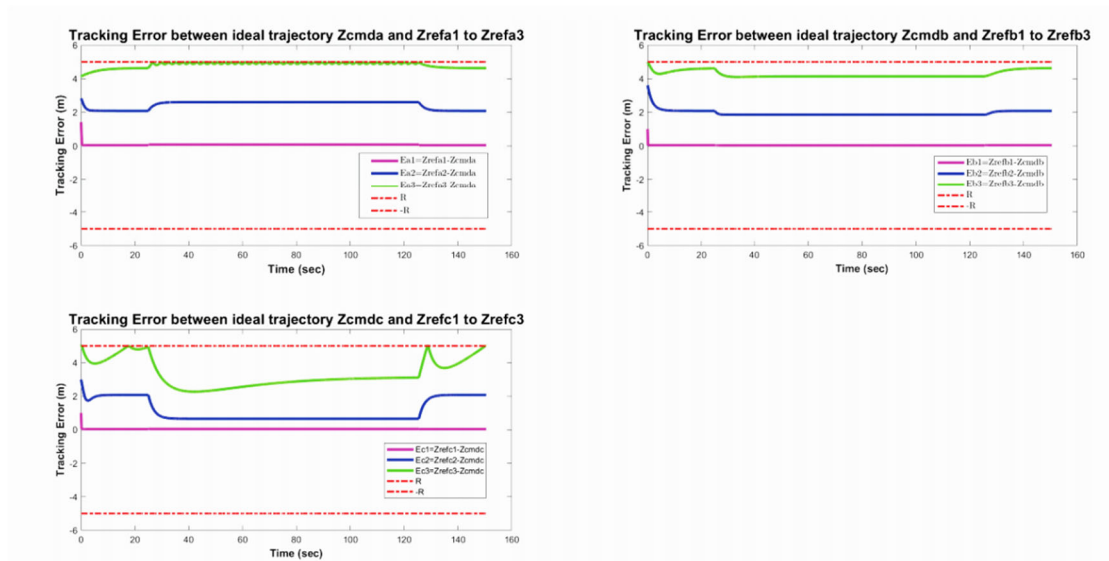 Tracking Error between ideal trajectory Zcmda and Zrefa1 to Zrefa3
6
4
2
0
-2
-4
-6
Tracking Error (m)
Ea1=Zrefa1-Zcmda
Ea2=Zrefa2-Zcmda
Ea3=Zrefa3-Zcmda
R
-R
0 20 40 60 80 100 120 140 160
Time (sec)
Tracking Error between ideal trajectory Zcmdb and Zrefb1 to Zrefb3
6
4
2
0
-2
-4
-6
Tracking Error (m)
Eb1=Zrefb1-Zcmdb
Eb2=Zrefb2-Zcmdb
Eb3=Zrefb3-Zcmdb
R
-R
0 20 40 60 80 100 120 140 160
Time (sec)
Tracking Error between ideal trajectory Zcmdc and Zrefc1 to Zrefc3
6
4
2
0
-2
-4
-6
Tracking Error (m)
Ec1=Zrefc1-Zcmdc
Ec2=Zrefc2-Zcmdc
Ec3=Zrefc3-Zcmdc
R
-R
0 20 40 60 80 100 120 140 160
Time (sec)